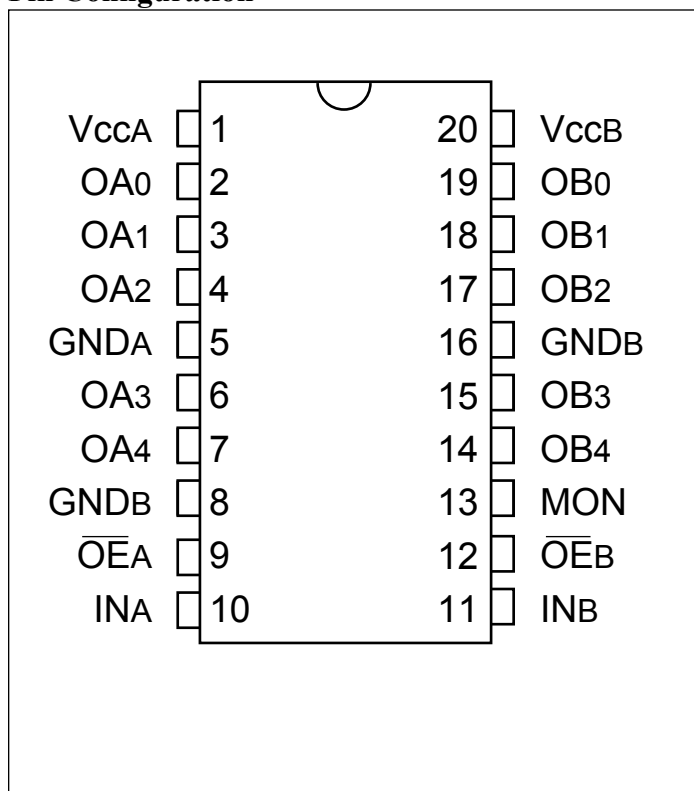 Pin Configuration
VCCA 1 20 VCCB
OA0 2 19 OB0
OA1 3 18 OB1
OA2 4 17 OB2
GNDA 5 16 GNDB
OA3 6 15 OB3
OA4 7 14 OB4
GNDB 8 13 MON
O̅E̅A 9 12 O̅E̅B
INA 10 11 INB